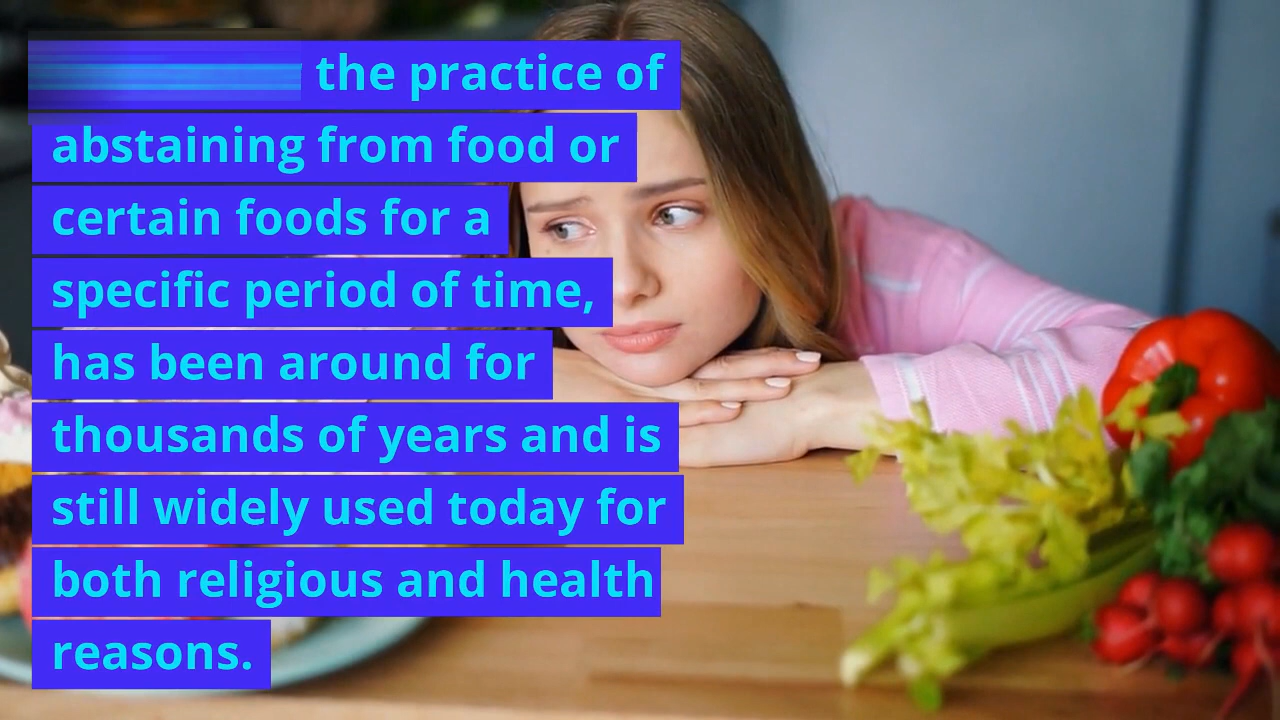 the practice of
abstaining from food or
certain foods for a
specific period of time,
has been around for
thousands of years and is
still widely used today for
both religious and health
reasons.